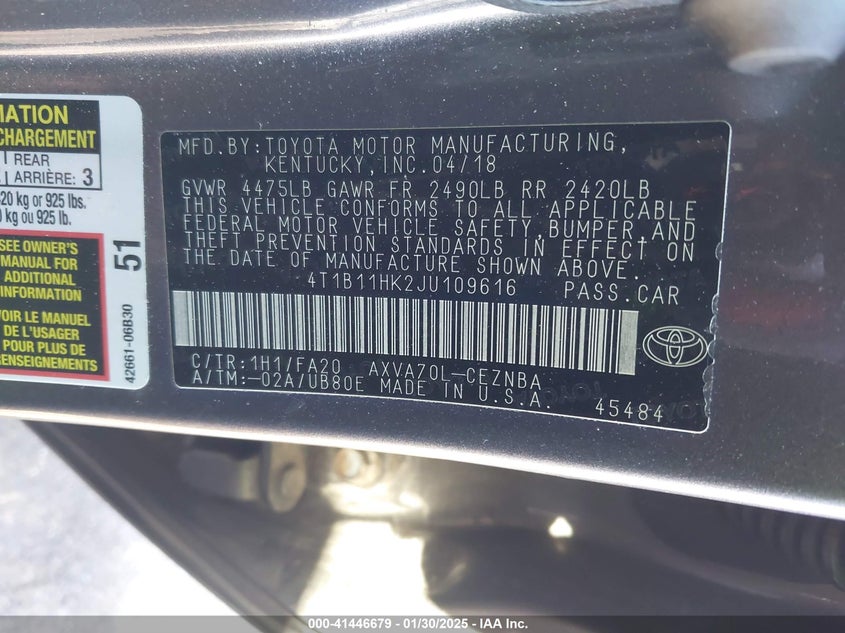 MATION
CHARGEMENT
REAR
ARRIÈRE: 3
20 kg or 925 lbs.
kg ou 925 lb.
SEE OWNER'S
MANUAL FOR
ADDITIONAL
INFORMATION
VOIR LE MANUEL
DE L'USAGER
POUR PLUS DE
RENSEIGNEMENTS
51
42661-06B30
MFD.BY:TOYOTA MOTOR MANUFACTURING,
KENTUCKY,INC.04/18
GVWR 4475LB GAWR FR 2490LB RR 2420LB
THIS VEHICLE CONFORMS TO ALL APPLICABLE
FEDERAL MOTOR VEHICLE SAFETY,BUMPER,AND
THEFT PREVENTION STANDARDS IN EFFECT ON
THE DATE OF MANUFACTURE SHOWN ABOVE.
4T1B11HK2JU109616 PASS.CAR
C/TR:1H1/FA20 AXVA70L-CEZNBA
A/TM:-02A/UB80E MADE IN U.S.A.
45484
000-41446679 — 01/30/2025 — IAA Inc.